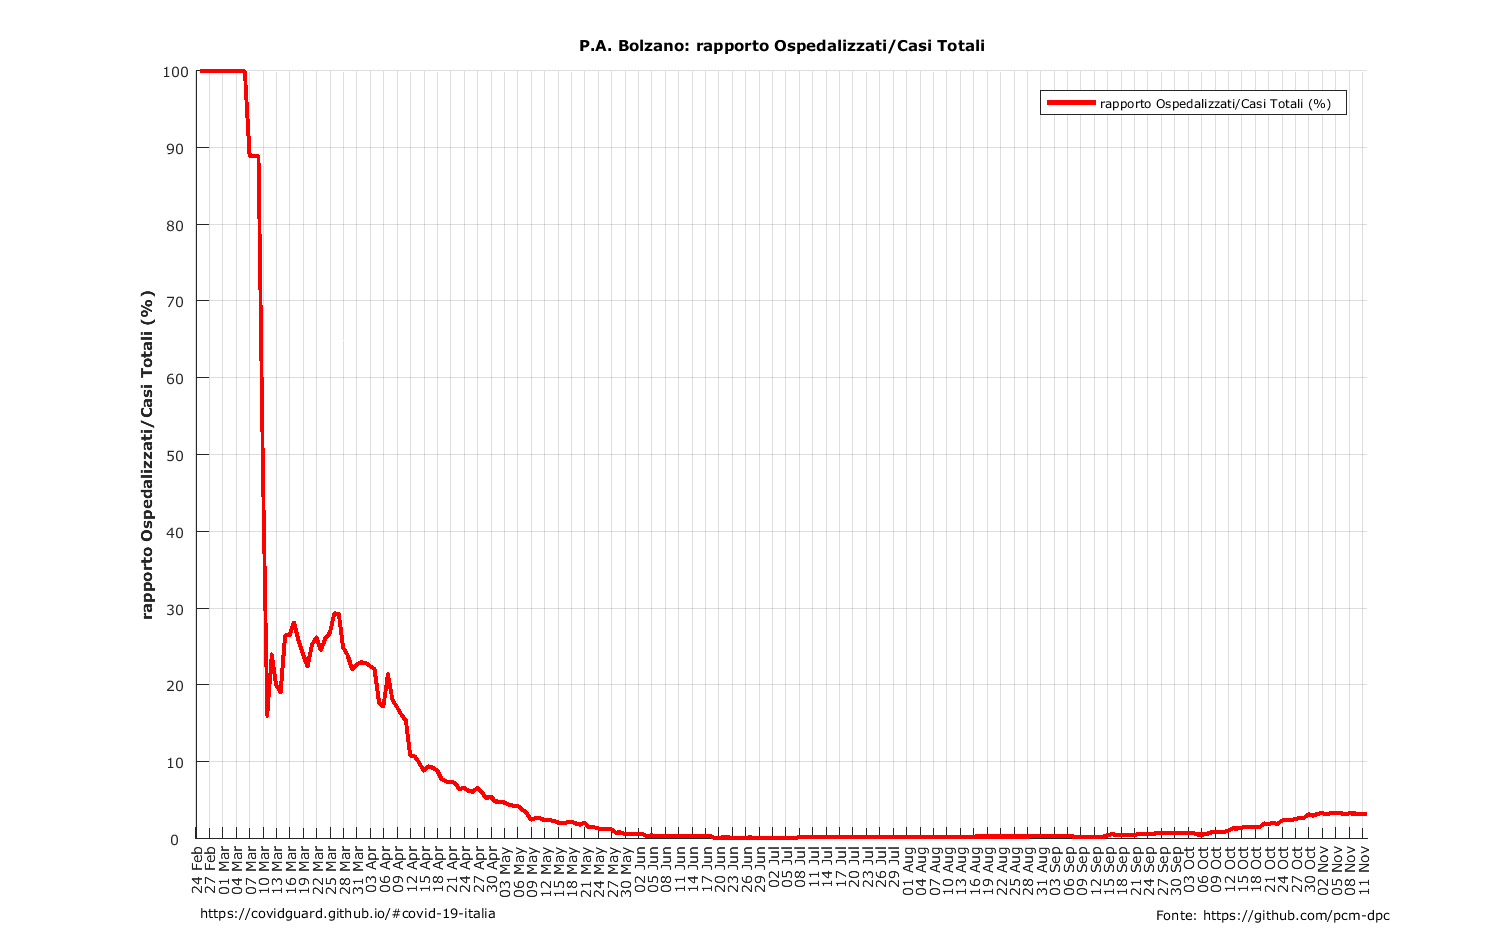 P.A. Bolzano: rapporto Ospedalizzati/Casi Totali
rapporto Ospedalizzati/Casi Totali (%)
rapporto Ospedalizzati/Casi Totali (%)
100
90
80
70
60
50
40
30
20
10
0
24 Feb
27 Feb
01 Mar
04 Mar
07 Mar
10 Mar
13 Mar
16 Mar
19 Mar
22 Mar
25 Mar
28 Mar
31 Mar
03 Apr
06 Apr
09 Apr
12 Apr
15 Apr
18 Apr
21 Apr
24 Apr
27 Apr
30 Apr
03 May
06 May
09 May
12 May
15 May
18 May
21 May
24 May
27 May
30 May
02 Jun
05 Jun
08 Jun
11 Jun
14 Jun
17 Jun
20 Jun
23 Jun
26 Jun
29 Jun
02 Jul
05 Jul
08 Jul
11 Jul
14 Jul
17 Jul
20 Jul
23 Jul
26 Jul
29 Jul
01 Aug
04 Aug
07 Aug
10 Aug
13 Aug
16 Aug
19 Aug
22 Aug
25 Aug
28 Aug
31 Aug
03 Sep
06 Sep
09 Sep
12 Sep
15 Sep
18 Sep
21 Sep
24 Sep
27 Sep
30 Sep
03 Oct
06 Oct
09 Oct
12 Oct
15 Oct
18 Oct
21 Oct
24 Oct
27 Oct
30 Oct
02 Nov
05 Nov
08 Nov
11 Nov
https://covidguard.github.io/#covid-19-italia
Fonte: https://github.com/pcm-dpc